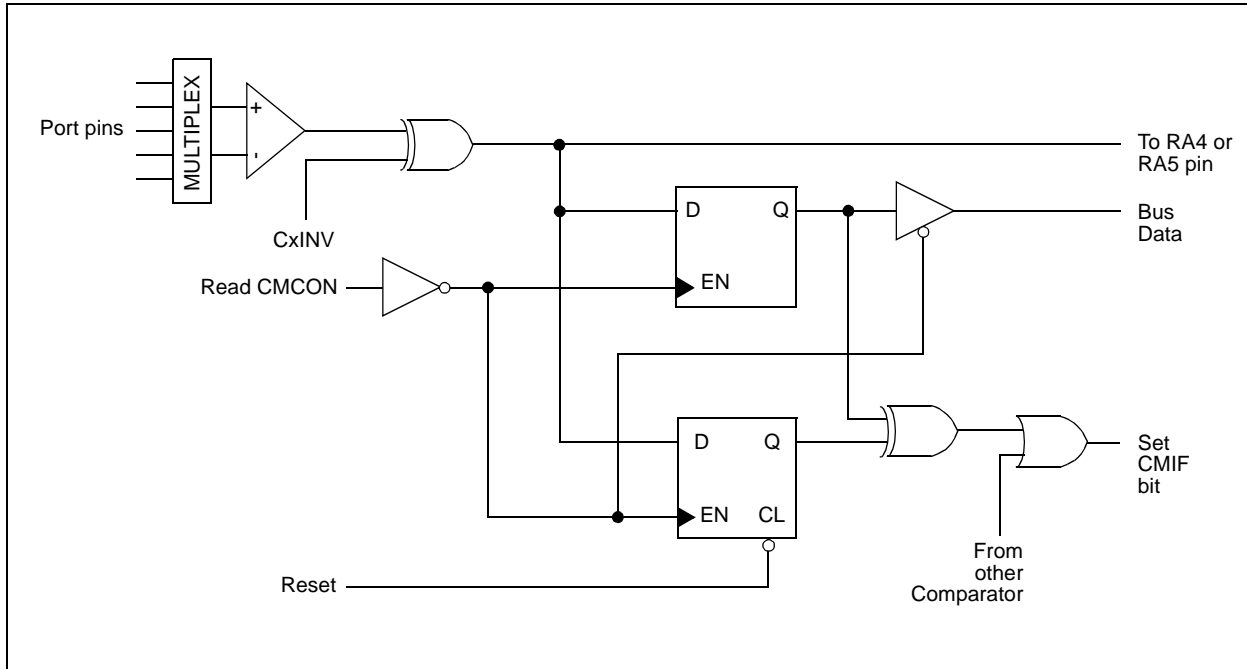 MULTIPLEX
+
-
Port pins
CxINV
To RA4 or
RA5 pin
D
Q
EN
Bus
Data
Read CMCON
D
Q
EN
CL
Set
CMIF
bit
From
other
Comparator
Reset